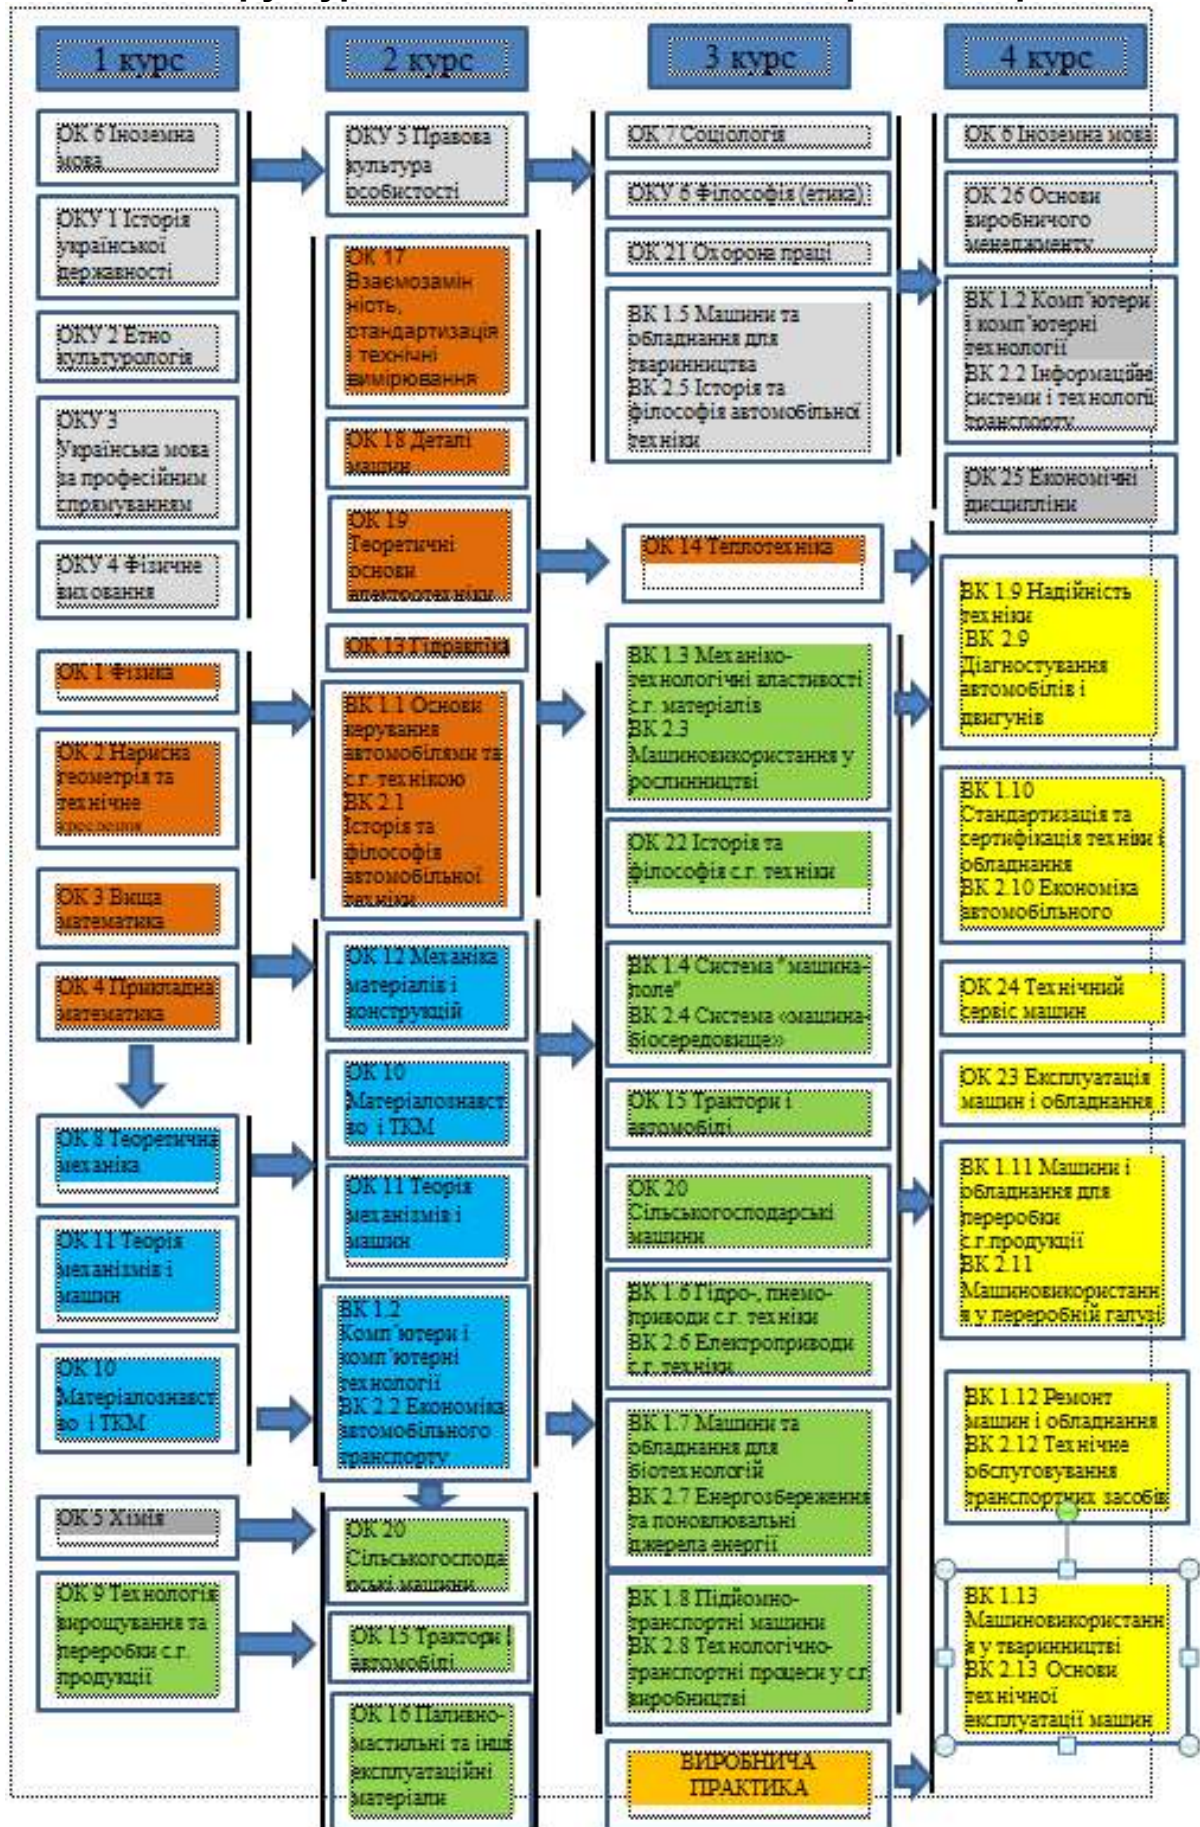 1 курс
ОК 6 Іноземна
мова
ОКУ 1 Історія
української
державності
ОКУ 2 Етно
культурологія
ОКУ 3
Українська мова
за професійним
спрямуванням
ОКУ 4 Фізичне
виховання
ОК 1 Фізика
ОК 2 Нарисна
геометрія та
технічне
креслення
ОК 3 Вища
математика
ОК 4 Прикладна
математика
ОК 8 Теоретична
механіка
ОК 11 Теорія
механізмів і
машин
ОК 10
Матеріалознавст
во і ТКМ
ОК 5 Хімія
ОК 9 Технологія
вирощування та
переробки с.г.
продукції
2 курс
ОКУ 5 Правова
культура
особистості
ОК 17
Взаємозамін
ність,
стандартизація
і технічні
вимірювання
ОК 18 Деталі
машин
ОК 19
Теоретичні
основи
електротехніки
ОК 13 Гідравліка
ВК 1.1 Основи
керування
автомобілями та
с.г. технікою
ВК 2.1
Історія та
філософія
автомобільної
техніки
ОК 12 Механіка
матеріалів і
конструкцій
ОК 10
Матеріалознавст
во і ТКМ
ОК 11 Теорія
механізмів і
машин
ВК 1.2
Комп'ютери і
комп'ютерні
технології
ВК 2.2 Економіка
автомобільного
транспорту
ОК 20
Сільськогоспода
рські машини
ОК 15 Трактори і
автомобілі
ОК 16 Паливно-
мастильні та інші
експлуатаційні
матеріали
3 курс
ОК 7 Соціологія
ОКУ 6 Філософія (етика)
ОК 21 Охорона праці
ВК 1.5 Машини та
обладнання для
тваринництва
ВК 2.5 Історія та
філософія автомобільної
техніки
ОК 14 Теплотехніка
ВК 1.3 Механіко-
технологічні властивості
с.г. матеріалів
ВК 2.3
Машиновикористання у
рослинництві
ОК 22 Історія та
філософія с.г. техніки
ВК 1.4 Система "машина-
поле"
ВК 2.4 Система «машина-
біосередовище»
ОК 15 Трактори і
автомобілі
ОК 20
Сільськогосподарські
машини
ВК 1.6 Гідро-, пнемо-
приводи с.г. техніки
ВК 2.6 Електроприводи
с.г. техніки
ВК 1.7 Машини та
обладнання для
біотехнологій
ВК 2.7 Енергозбереження
та поновлювальні
джерела енергії
ВК 1.8 Підйомно-
транспортні машини
ВК 2.8 Технологічно-
транспортні процеси у с.г.
виробництві
ВИРОБНИЧА
ПРАКТИКА
4 курс
ОК 6 Іноземна мова
ОК 26 Основи
виробничого
менеджменту
ВК 1.2 Комп'ютери
і комп'ютерні
технології
ВК 2.2 Інформаційні
системи і технології
транспорту
ОК 25 Економічні
дисципліни
ВК 1.9 Надійність
техніки
ВК 2.9
Діагностування
автомобілів і
двигунів
ВК 1.10
Стандартизація та
сертифікація техніки і
обладнання
ВК 2.10 Економіка
автомобільного
ОК 24 Технічний
сервіс машин
ОК 23 Експлуатація
машин і обладнання
ВК 1.11 Машини і
обладнання для
переробки
с.г.продукції
ВК 2.11
Машиновикористанн
я у переробній галузі
ВК 1.12 Ремонт
машин і обладнання
ВК 2.12 Технічне
обслуговування
транспортних засобів
ВК 1.13
Машиновикористанн
я у тваринництві
ВК 2.13 Основи
технічної
експлуатації машин